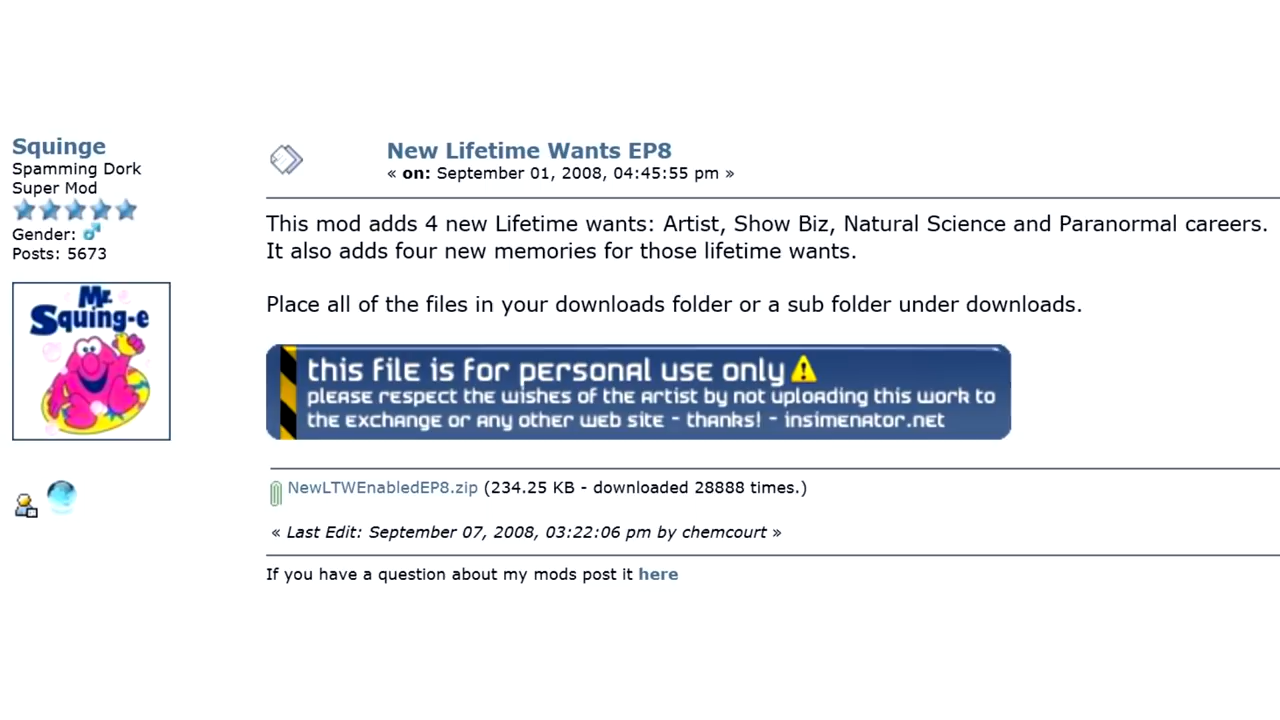 Squinge
Spamming Dork
Super Mod
Gender:
Posts: 5673
Mr.
Squing-e
New Lifetime Wants EP8
« on: September 01, 2008, 04:45:55 pm »
This mod adds 4 new Lifetime wants: Artist, Show Biz, Natural Science and Paranormal careers.
It also adds four new memories for those lifetime wants.
Place all of the files in your downloads folder or a sub folder under downloads.
this file is for personal use only
please respect the wishes of the artist by not uploading this work to
the exchange or any other web site - thanks! - insimenator.net
NewLTWEnabledEP8.zip (234.25 KB - downloaded 28888 times.)
« Last Edit: September 07, 2008, 03:22:06 pm by chemcourt »
If you have a question about my mods post it here